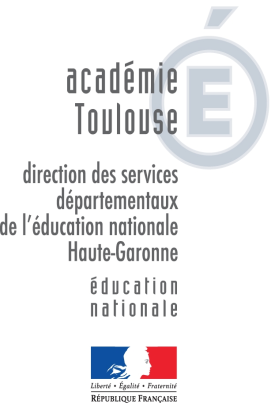 académie
Toulouse
É
direction des services
départementaux
de l'éducation nationale
Haute-Garonne
éducation
nationale
Liberté • Égalité • Fraternité
RÉPUBLIQUE FRANÇAISE